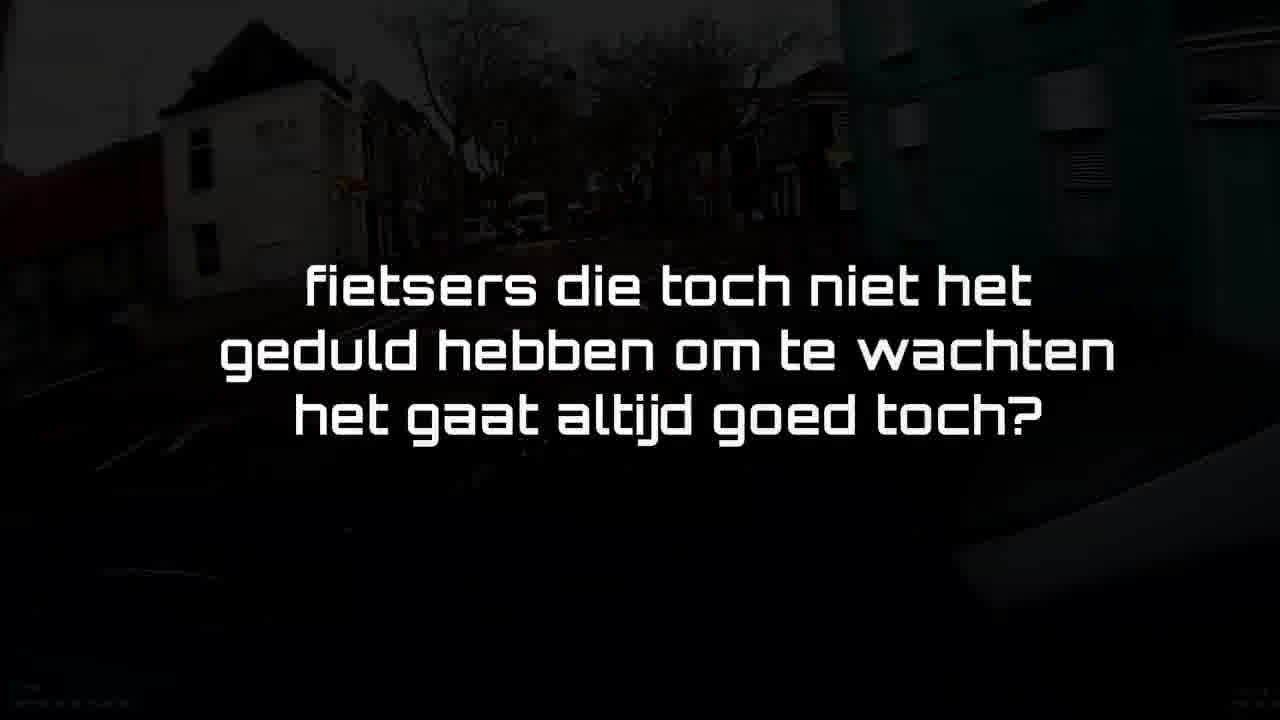 fietsers die toch niet het
geduld hebben om te wachten
het gaat altijd goed toch?